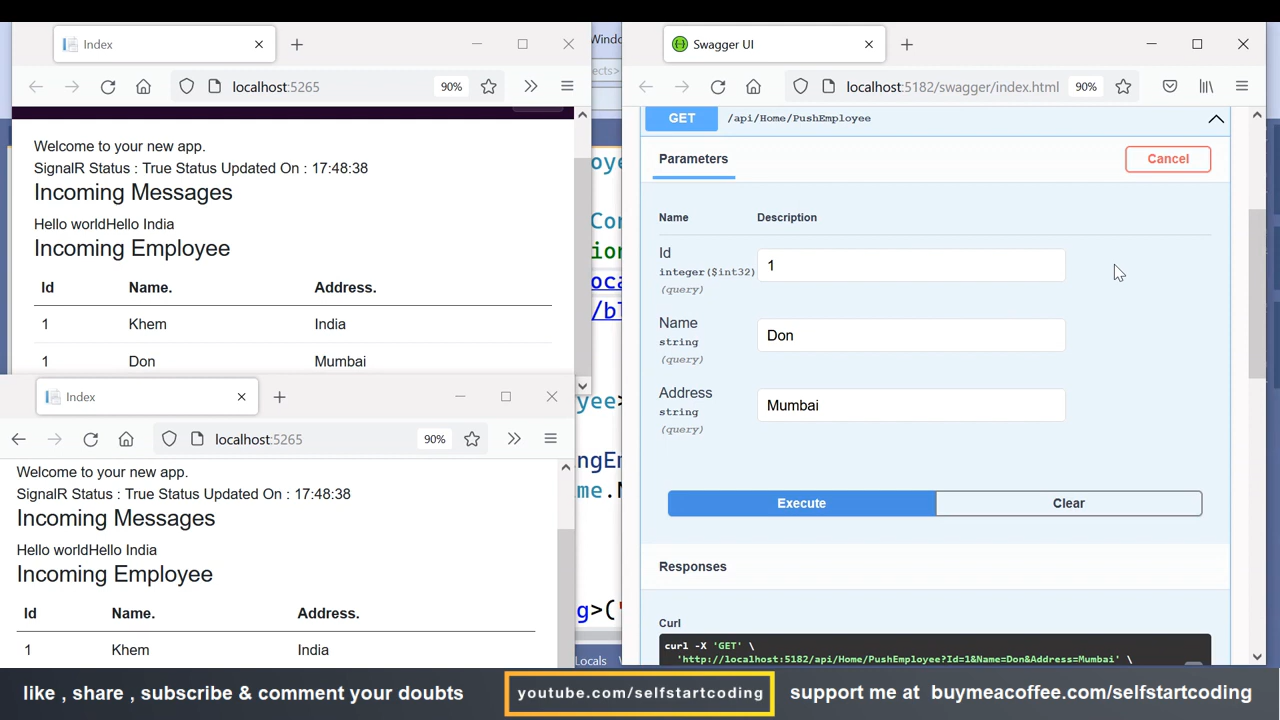 Index
localhost:5265
90%
Welcome to your new app.
SignalR Status : True Status Updated On : 17:48:38
Incoming Messages
Hello worldHello India
Incoming Employee
Id Name. Address.
1 Khem India
1 Don Mumbai
Index
localhost:5265
90%
Welcome to your new app.
SignalR Status : True Status Updated On : 17:48:38
Incoming Messages
Hello worldHello India
Incoming Employee
Id Name. Address.
1 Khem India
Swagger UI
localhost:5182/swagger/index.html
90%
GET /api/Home/PushEmployee
Parameters
Cancel
Name Description
Id
integer($int32)
(query)
1
Name
string
(query)
Don
Address
string
(query)
Mumbai
Execute
Clear
Responses
Curl
curl -X 'GET' \
'http://localhost:5182/api/Home/PushEmployee?Id=1&Name=Don&Address=Mumbai' \
Locals
like , share , subscribe & comment your doubts
youtube.com/selfstartcoding
support me at buymeacoffee.com/selfstartcoding